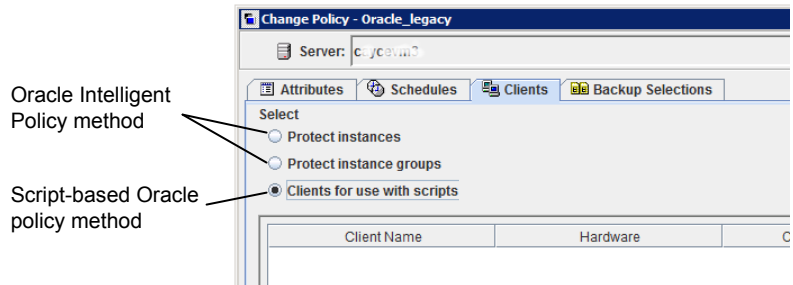 Change Policy - Oracle_legacy
Server:
Attributes Schedules Clients Backup Selections
Oracle Intelligent
Policy method
Select
Protect instances
Protect instance groups
Clients for use with scripts
Script-based Oracle
policy method
Client Name Hardware